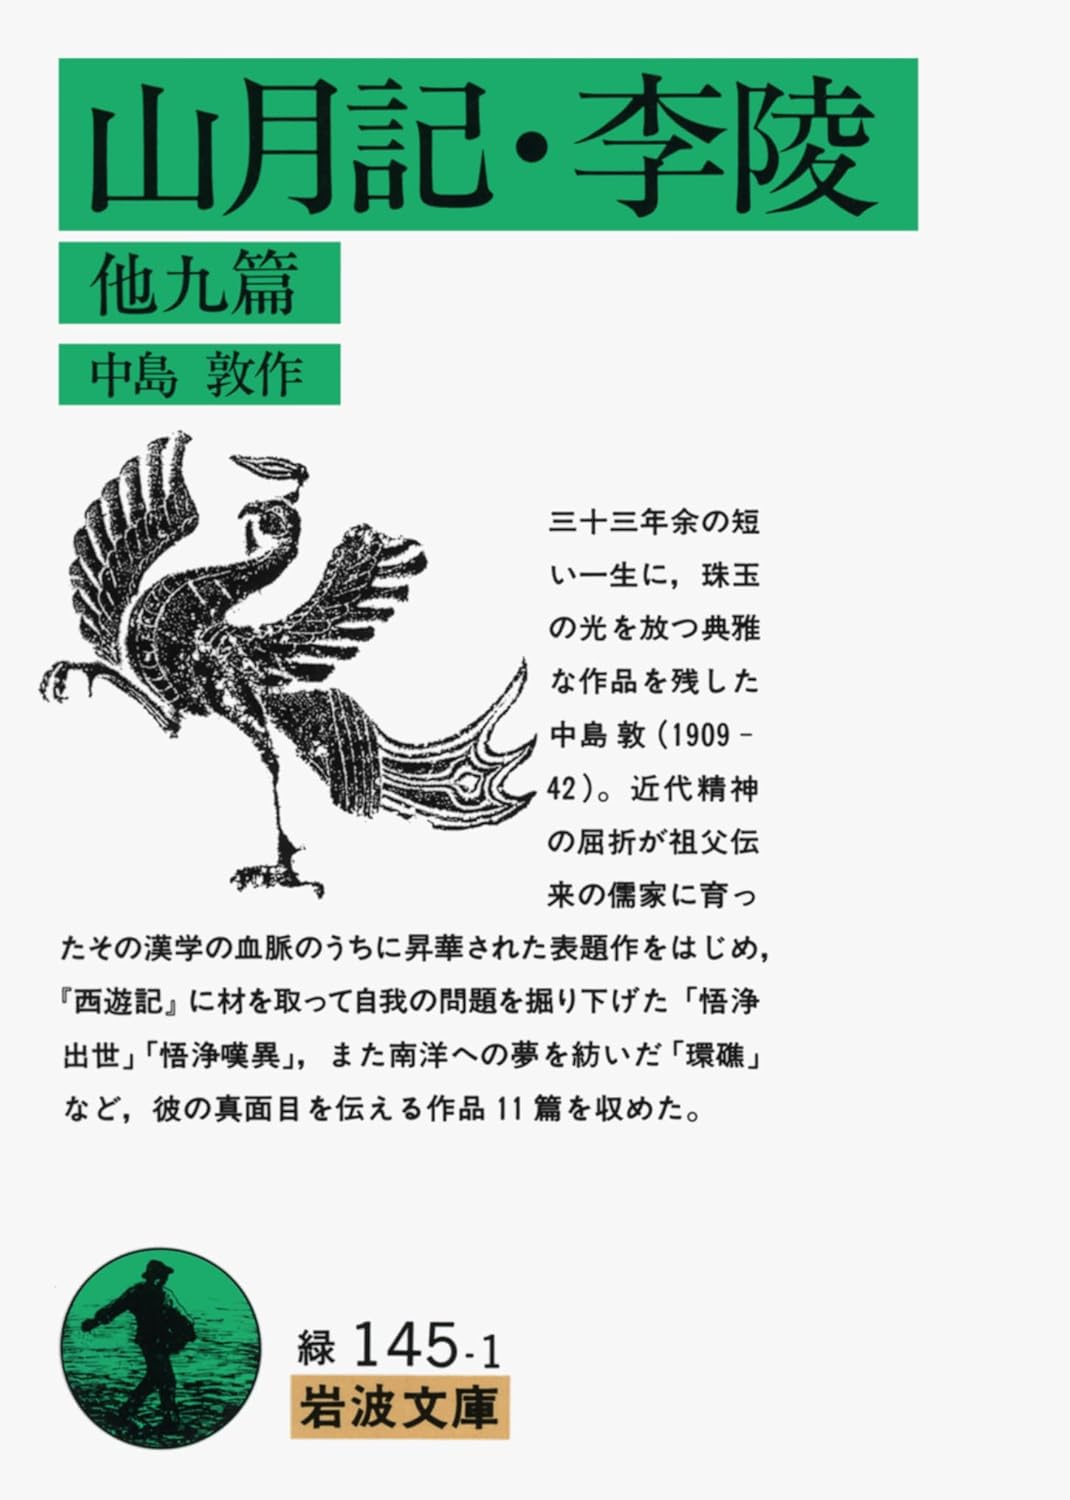 山月記・李陵
他九篇
中島 敦作
三十三年余の短
い一生に，珠玉
の光を放つ典雅
な作品を残した
中島 敦（1909－
42）。近代精神
の屈折が祖父伝
来の儒家に育っ
たその漢学の血脈のうちに昇華された表題作をはじめ，
『西遊記』に材を取って自我の問題を掘り下げた「悟浄
出世」「悟浄嘆異」，また南洋への夢を紡いだ「環礁」
など，彼の真面目を伝える作品11篇を収めた。
緑 145-1
岩波文庫